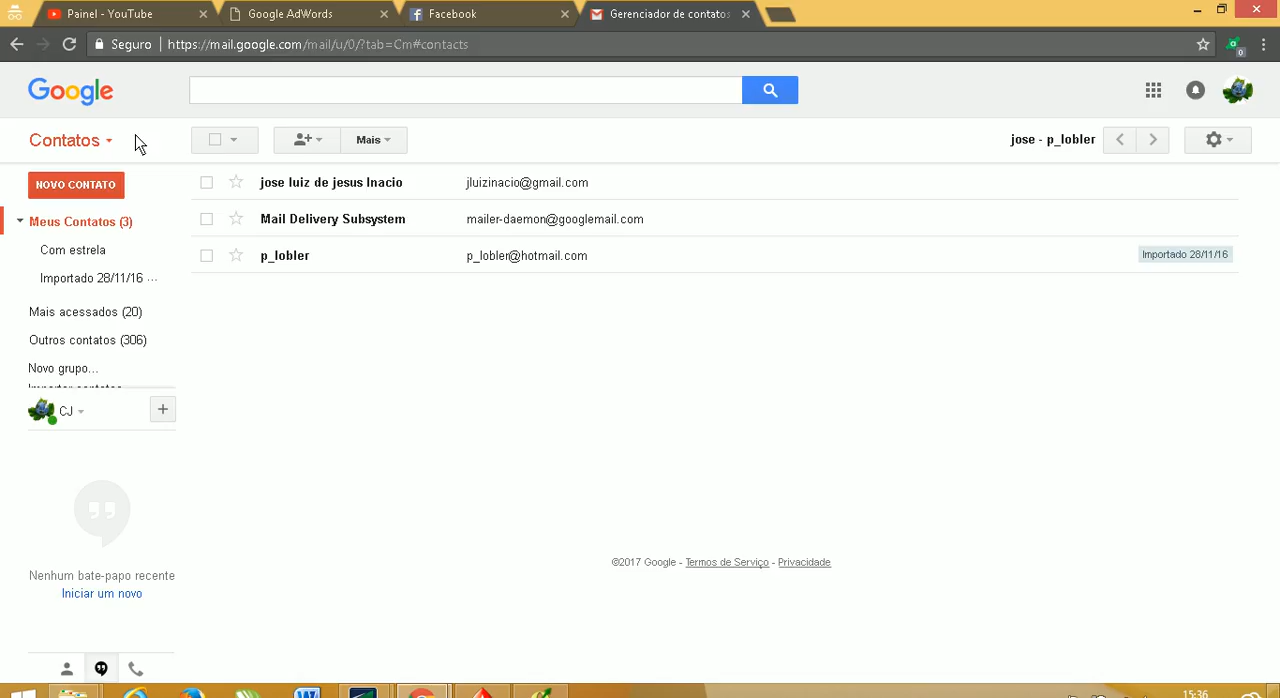 Painel - YouTube
Google AdWords
Facebook
Gerenciador de contatos
Seguro
https://mail.google.com/mail/u/0/?tab=Cm#contacts
Google
Contatos
Mais
jose - p_lobler
NOVO CONTATO
jose luiz de jesus Inacio jluizinacio@gmail.com
Meus Contatos (3)
Mail Delivery Subsystem mailer-daemon@googlemail.com
Com estrela
p_lobler p_lobler@hotmail.com Importado 28/11/16
Importado 28/11/16 ...
Mais acessados (20)
Outros contatos (306)
Novo grupo...
Importar contatos
CJ
©2017 Google - Termos de Serviço - Privacidade
Nenhum bate-papo recente
Iniciar um novo
15:36